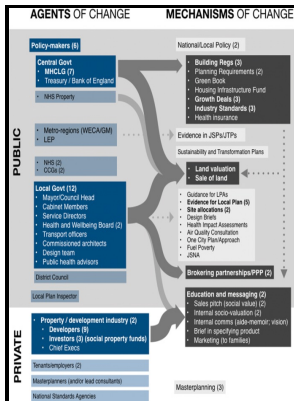 AGENTS OF CHANGE
Policy-makers (6)
Central Govt
• MHCLG (7)
• Treasury / Bank of England
NHS Property
• Metro-regions (WECA/GM)
• LEP
• NHS (2)
• CCGs (2)
Local Govt (12)
• Mayor/Council Head
• Cabinet Members
• Service Directors
• Health and Wellbeing Board (2)
• Transport officers
• Commissioned architects
• Design team
• Public health advisors
District Council
Local Plan Inspector
Property / development industry (2)
• Developers (9)
• Investors (3) (social property funds)
• Chief Execs
Tenants/employers (2)
Masterplanners (and/or lead consultants)
National Standards Agencies
PUBLIC
PRIVATE
MECHANISMS OF CHANGE
National/Local Policy (2)
• Building Regs (3)
• Planning Requirements (2)
• Green Book
• Housing Infrastructure Fund
• Growth Deals (3)
• Industry Standards (3)
• Health insurance
Evidence in JSPs/JTPs
Sustainability and Transformation Plans
• Land valuation
• Sale of land
• Guidance for LPAs
• Evidence for Local Plan (5)
• Site allocations (2)
• Design Briefs
• Health Impact Assessments
• Air Quality Consultation
• One City Plan/Approach
• Fuel Poverty
• JSNA
Brokering partnerships/PPP (2)
Education and messaging (2)
• Sales pitch (social value) (2)
• Internal socio-valuation (2)
• Internal comms (aide-memoir; vision)
• Brief in specifying product
• Marketing (to families)
Masterplanning (3)